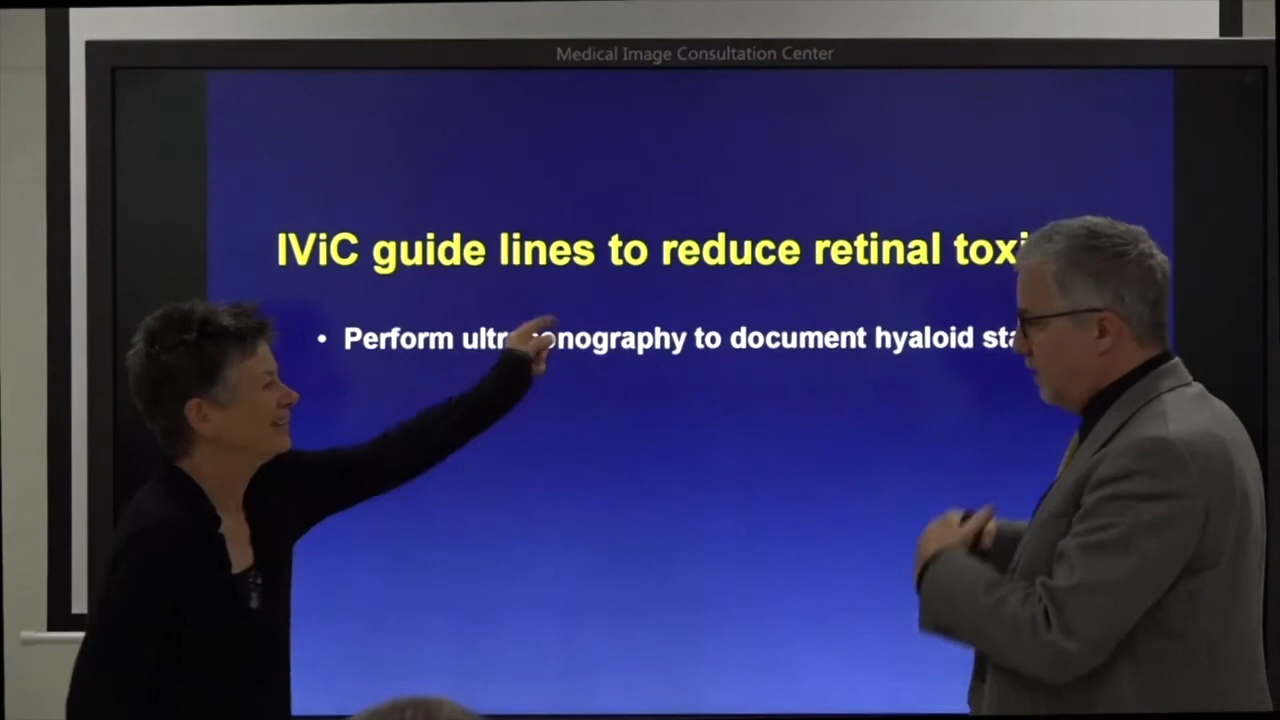 Medical Image Consultation Center
IViC guide lines to reduce retinal
• Perform to document hyaloid